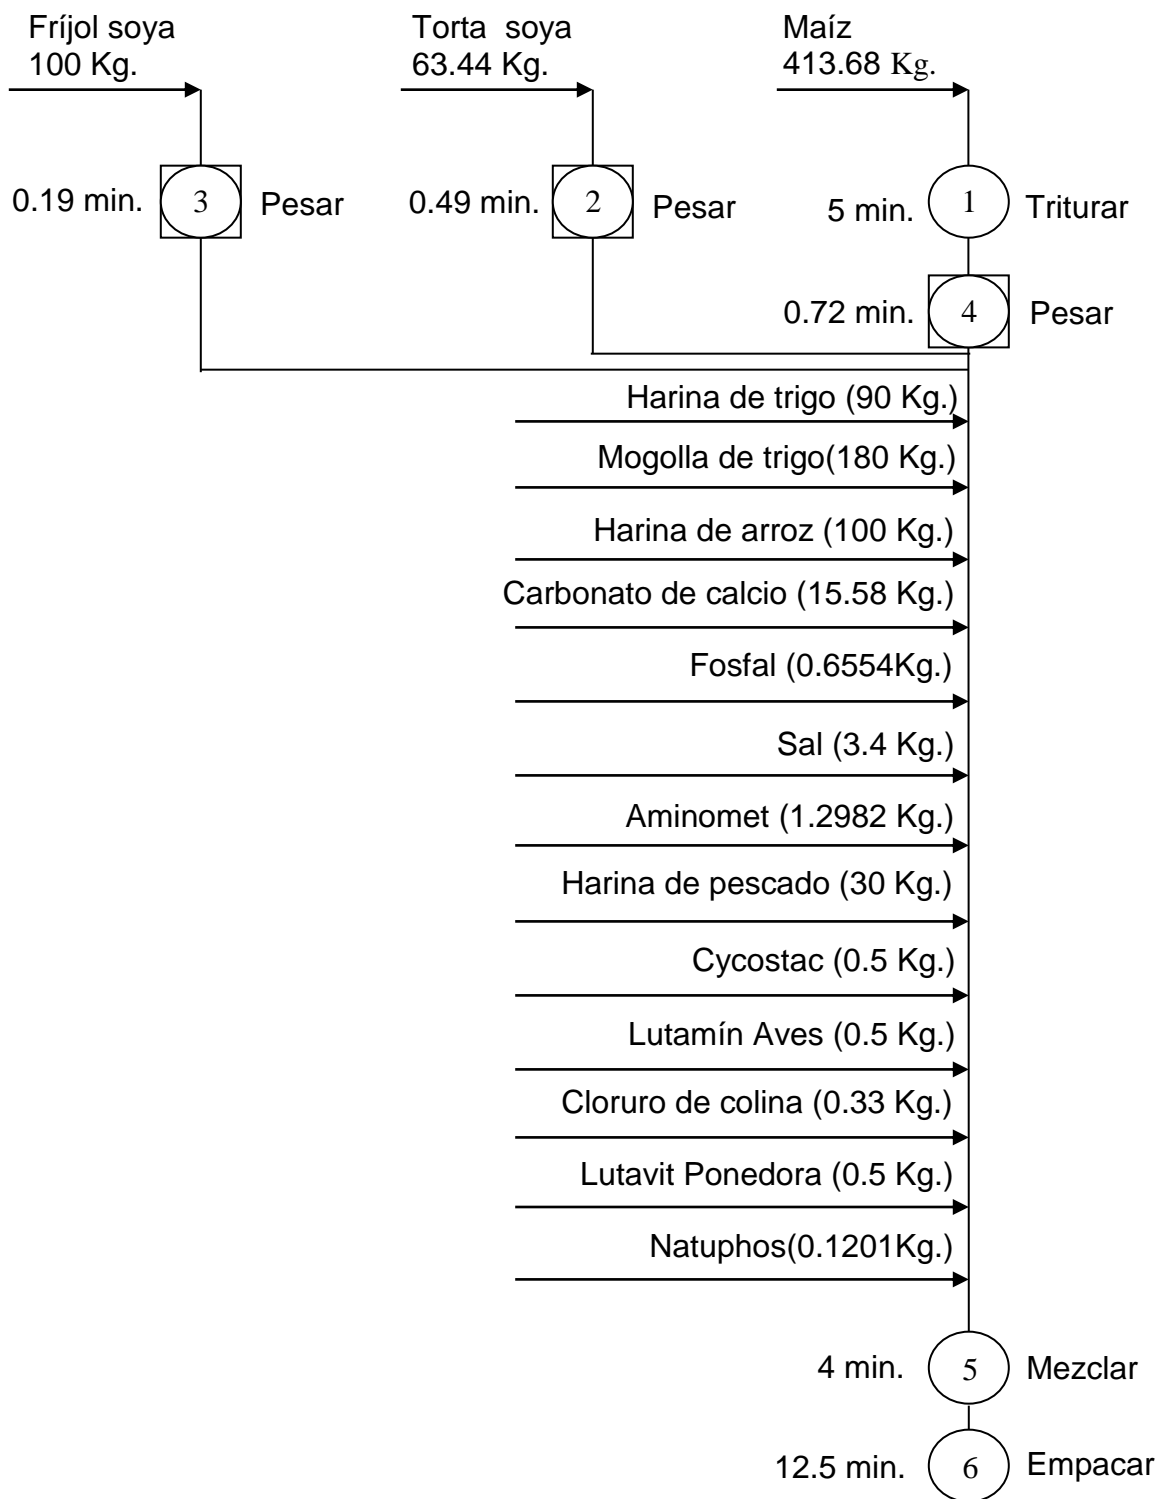 Fríjol soya
100 Kg.
Torta soya
63.44 Kg.
Maíz
413.68 Kg.
0.19 min.
3
Pesar
0.49 min.
2
Pesar
5 min.
1
Triturar
0.72 min.
4
Pesar
Harina de trigo (90 Kg.)
Mogolla de trigo(180 Kg.)
Harina de arroz (100 Kg.)
Carbonato de calcio (15.58 Kg.)
Fosfal (0.6554Kg.)
Sal (3.4 Kg.)
Aminomet (1.2982 Kg.)
Harina de pescado (30 Kg.)
Cycostac (0.5 Kg.)
Lutamín Aves (0.5 Kg.)
Cloruro de colina (0.33 Kg.)
Lutavit Ponedora (0.5 Kg.)
Natuphos(0.1201Kg.)
4 min.
5
Mezclar
12.5 min.
6
Empacar